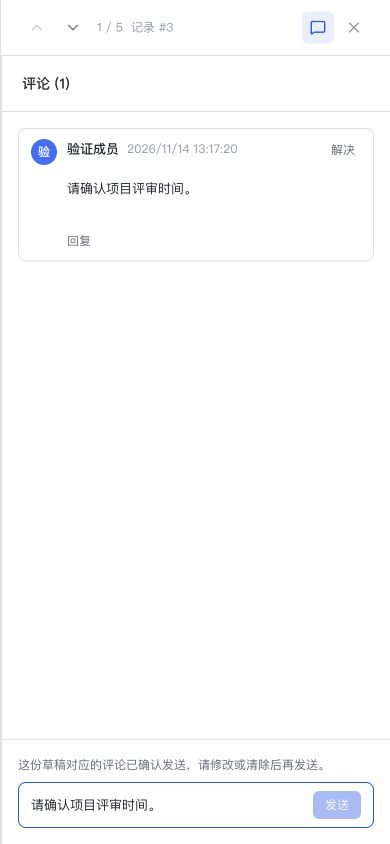 1 / 5 记录 #3
评论 (1)
验 验证成员 2026/11/14 13:17:20 解决
请确认项目评审时间。
回复
这份草稿对应的评论已确认发送，请修改或清除后再发送。
请确认项目评审时间。 发送